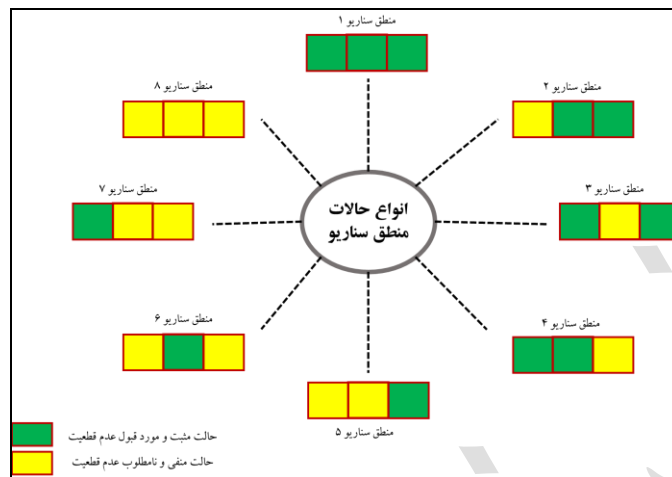 منطق سناریو ۱
منطق سناریو ۸
منطق سناریو ۲
منطق سناریو ۷
منطق سناریو ۳
انواع حالات
منطق سناریو
منطق سناریو ۶
منطق سناریو ۴
منطق سناریو ۵
حالت مثبت و مورد قبول عدم قطعیت
حالت منفی و نامطلوب عدم قطعیت